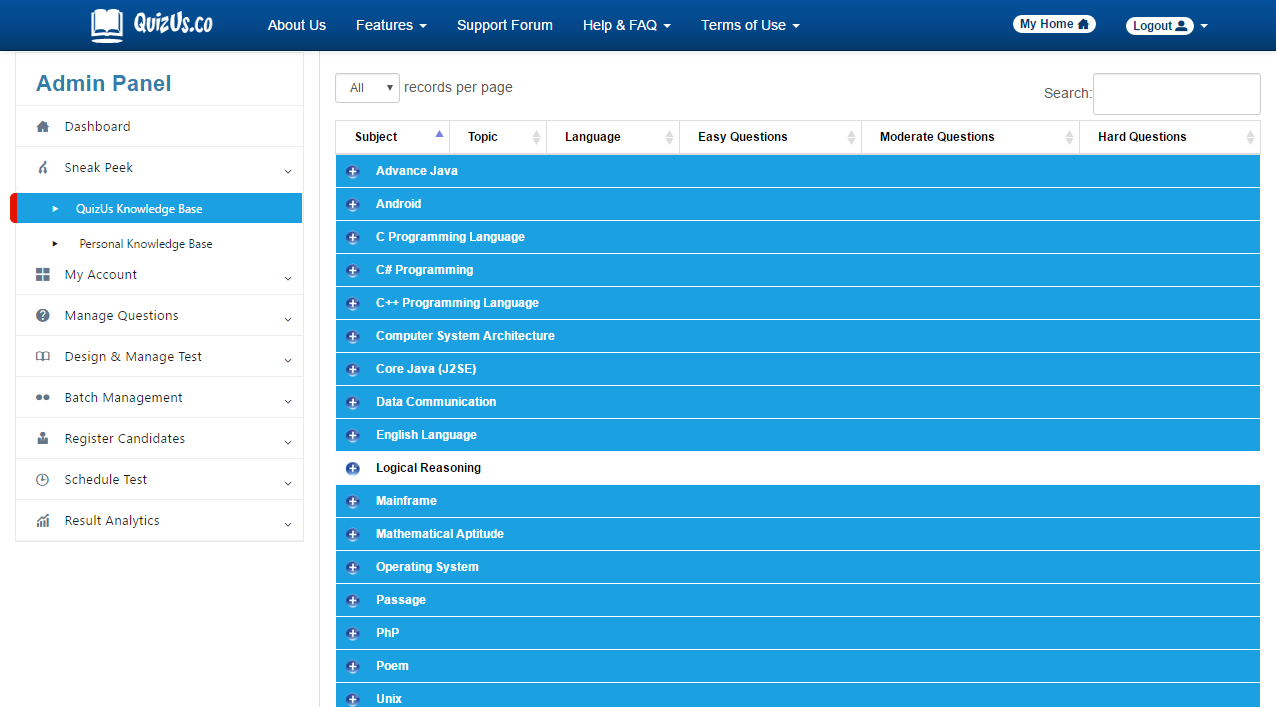 QuizUs.co About Us Features Support Forum Help & FAQ Terms of Use My Home Logout
Admin Panel
Dashboard
Sneak Peek
QuizUs Knowledge Base
Personal Knowledge Base
My Account
Manage Questions
Design & Manage Test
Batch Management
Register Candidates
Schedule Test
Result Analytics
All records per page Search:
Subject Topic Language Easy Questions Moderate Questions Hard Questions
Advance Java
Android
C Programming Language
C# Programming
C++ Programming Language
Computer System Architecture
Core Java (J2SE)
Data Communication
English Language
Logical Reasoning
Mainframe
Mathematical Aptitude
Operating System
Passage
PhP
Poem
Unix